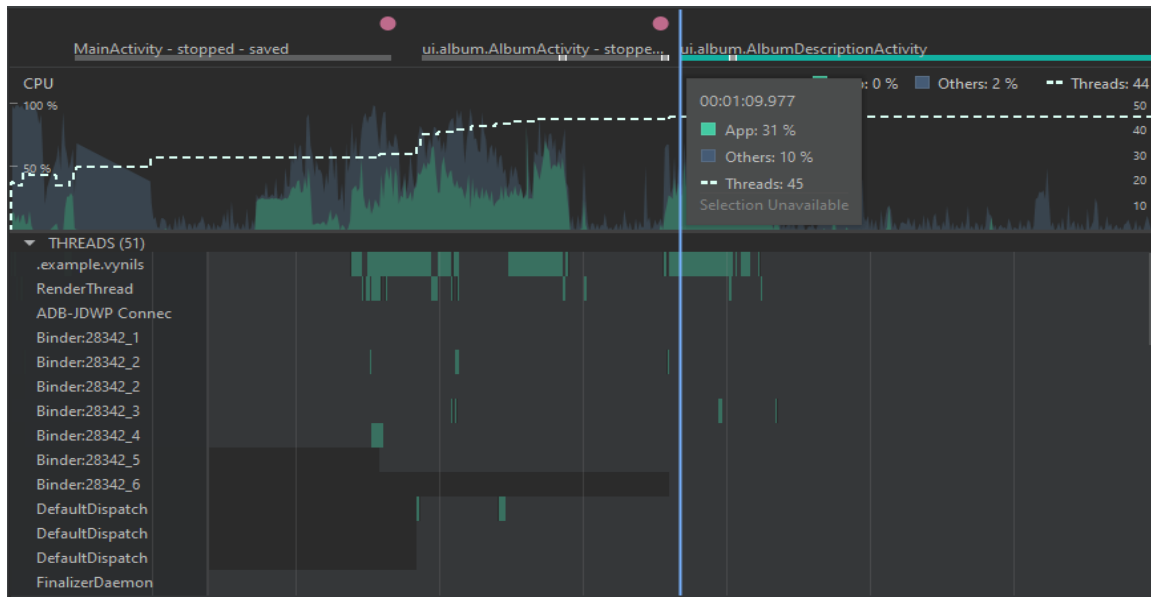 MainActivity - stopped - saved
ui.album.AlbumActivity - stoppe...
ui.album.AlbumDescriptionActivity
CPU
: 0 %
Others: 2 %
Threads: 44
100 %
50 %
50
40
30
20
10
00:01:09.977
App: 31 %
Others: 10 %
Threads: 45
Selection Unavailable
THREADS (51)
.example.vynils
RenderThread
ADB-JDWP Connec
Binder:28342_1
Binder:28342_2
Binder:28342_2
Binder:28342_3
Binder:28342_4
Binder:28342_5
Binder:28342_6
DefaultDispatch
DefaultDispatch
DefaultDispatch
FinalizerDaemon